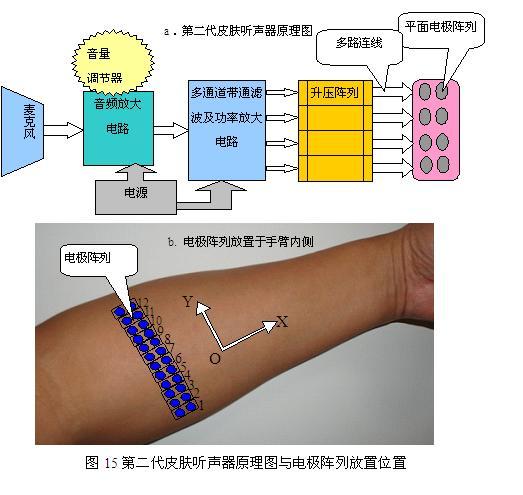 a．第二代皮肤听声器原理图
多路连线
平面电极阵列
音量
调节器
麦克风
音频放大
电路
多通道带通滤
波及功率放大
电路
升压阵列
电源
b. 电极阵列放置于手臂内侧
电极阵列
12
11
10
9
8
7
6
5
4
3
2
1
Y
X
O
图 15 第二代皮肤听声器原理图与电极阵列放置位置